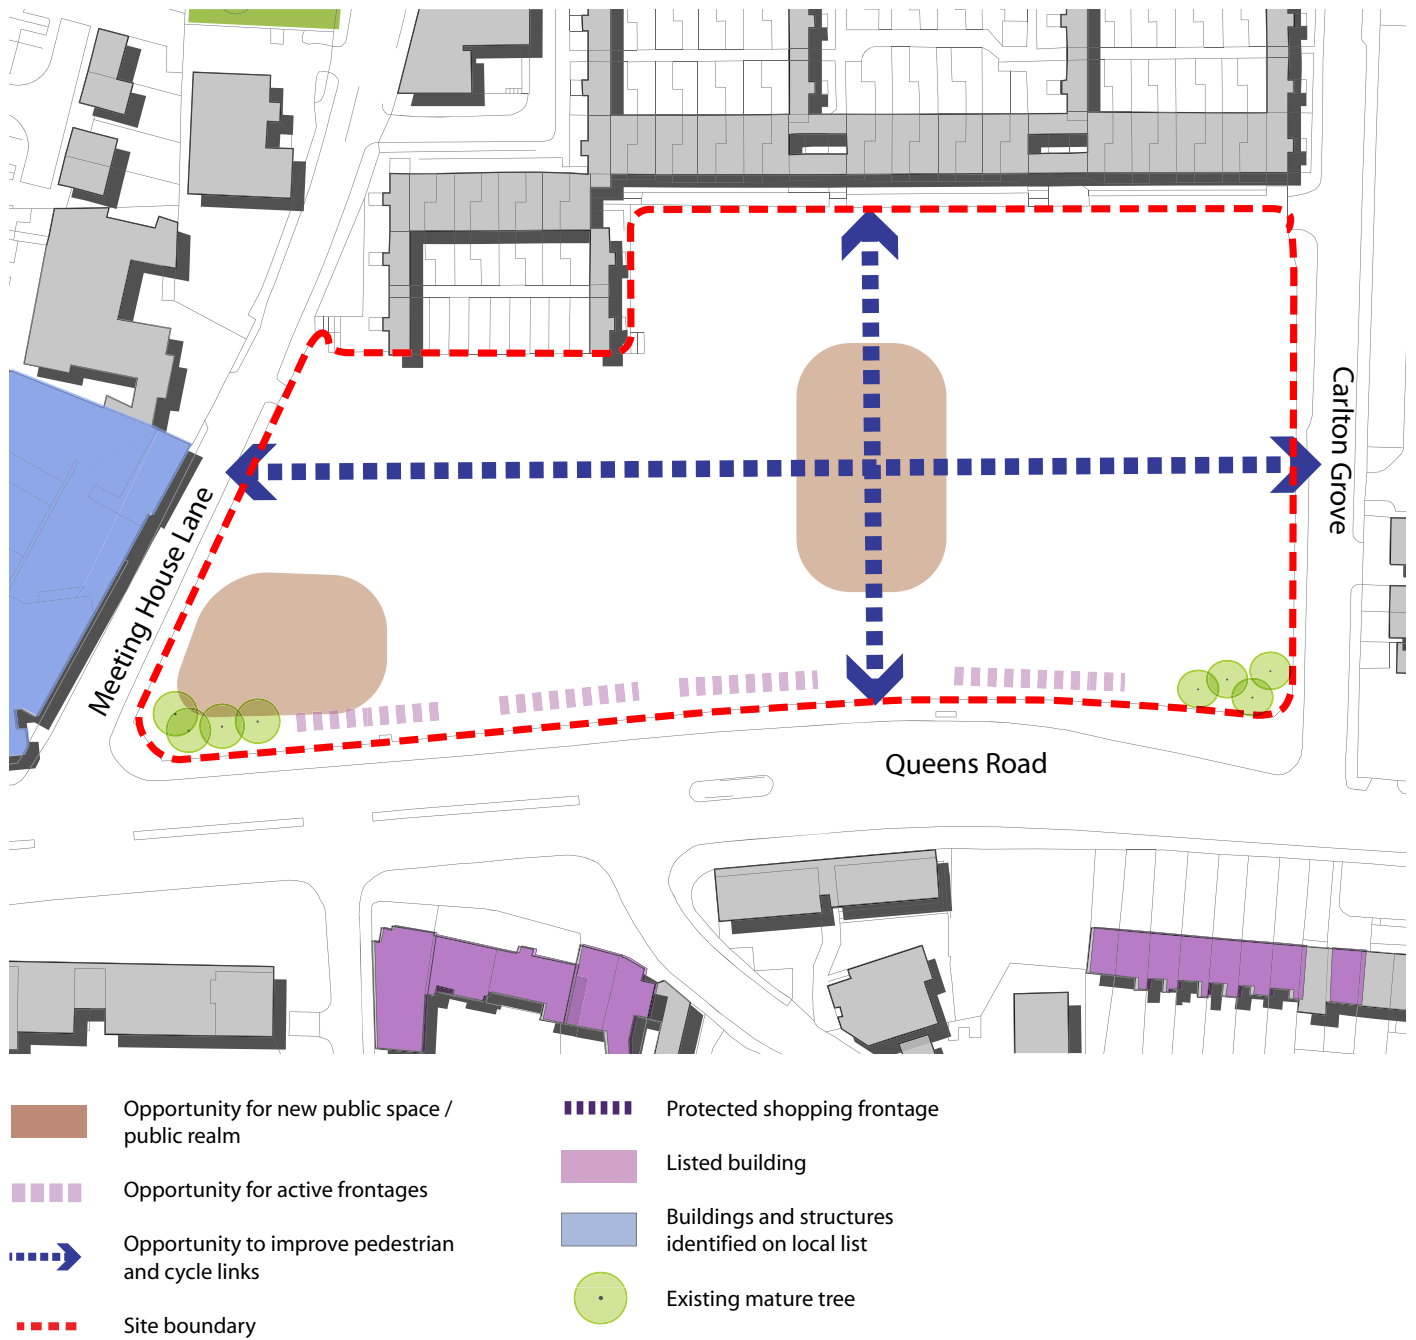 Carlton Grove
Meeting House Lane
Queens Road
Opportunity for new public space /
public realm
Opportunity for active frontages
Opportunity to improve pedestrian
and cycle links
Site boundary
Protected shopping frontage
Listed building
Buildings and structures
identified on local list
Existing mature tree